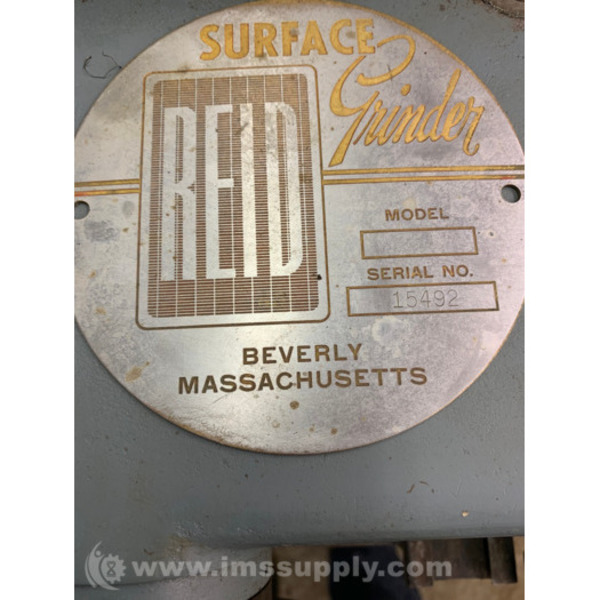 SURFACE
Grinder
REID
MODEL
SERIAL NO.
15492
BEVERLY
MASSACHUSETTS
www.imssupply.com